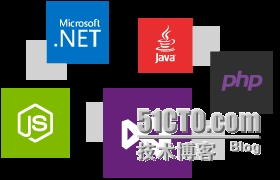 Microsoft
.NET
Java
php
JS
51CTO.com
技术博客
Blog